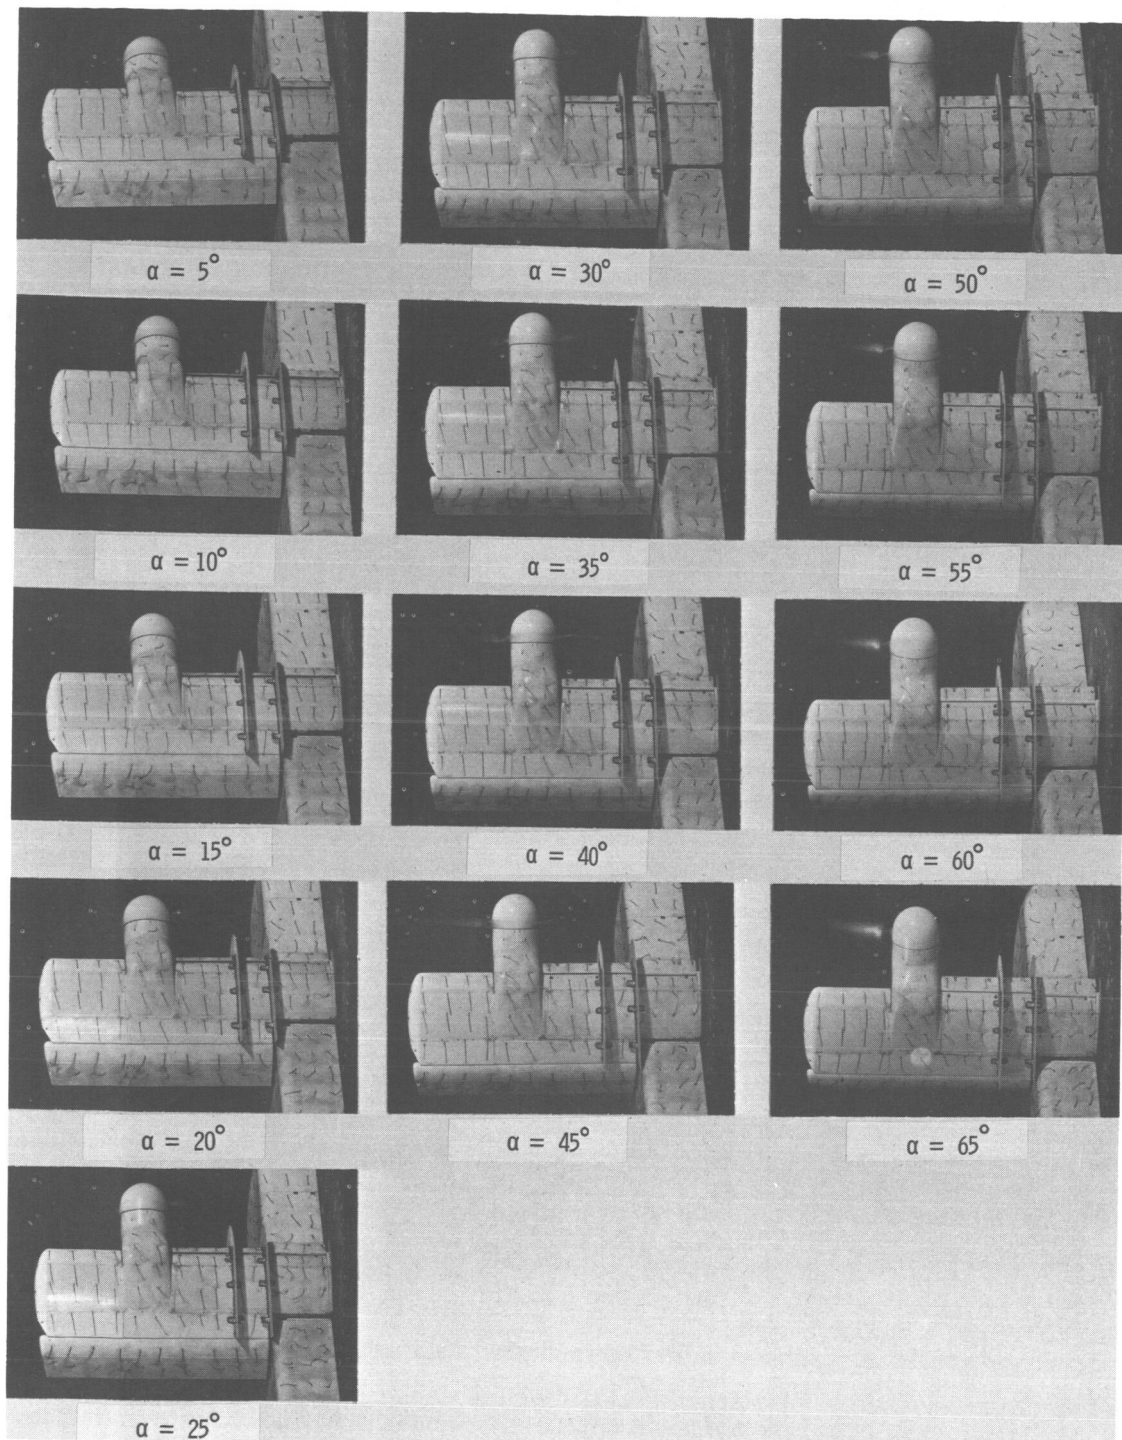 α = 5°
α = 30°
α = 50°
α = 10°
α = 35°
α = 55°
α = 15°
α = 40°
α = 60°
α = 20°
α = 45°
α = 65°
α = 25°